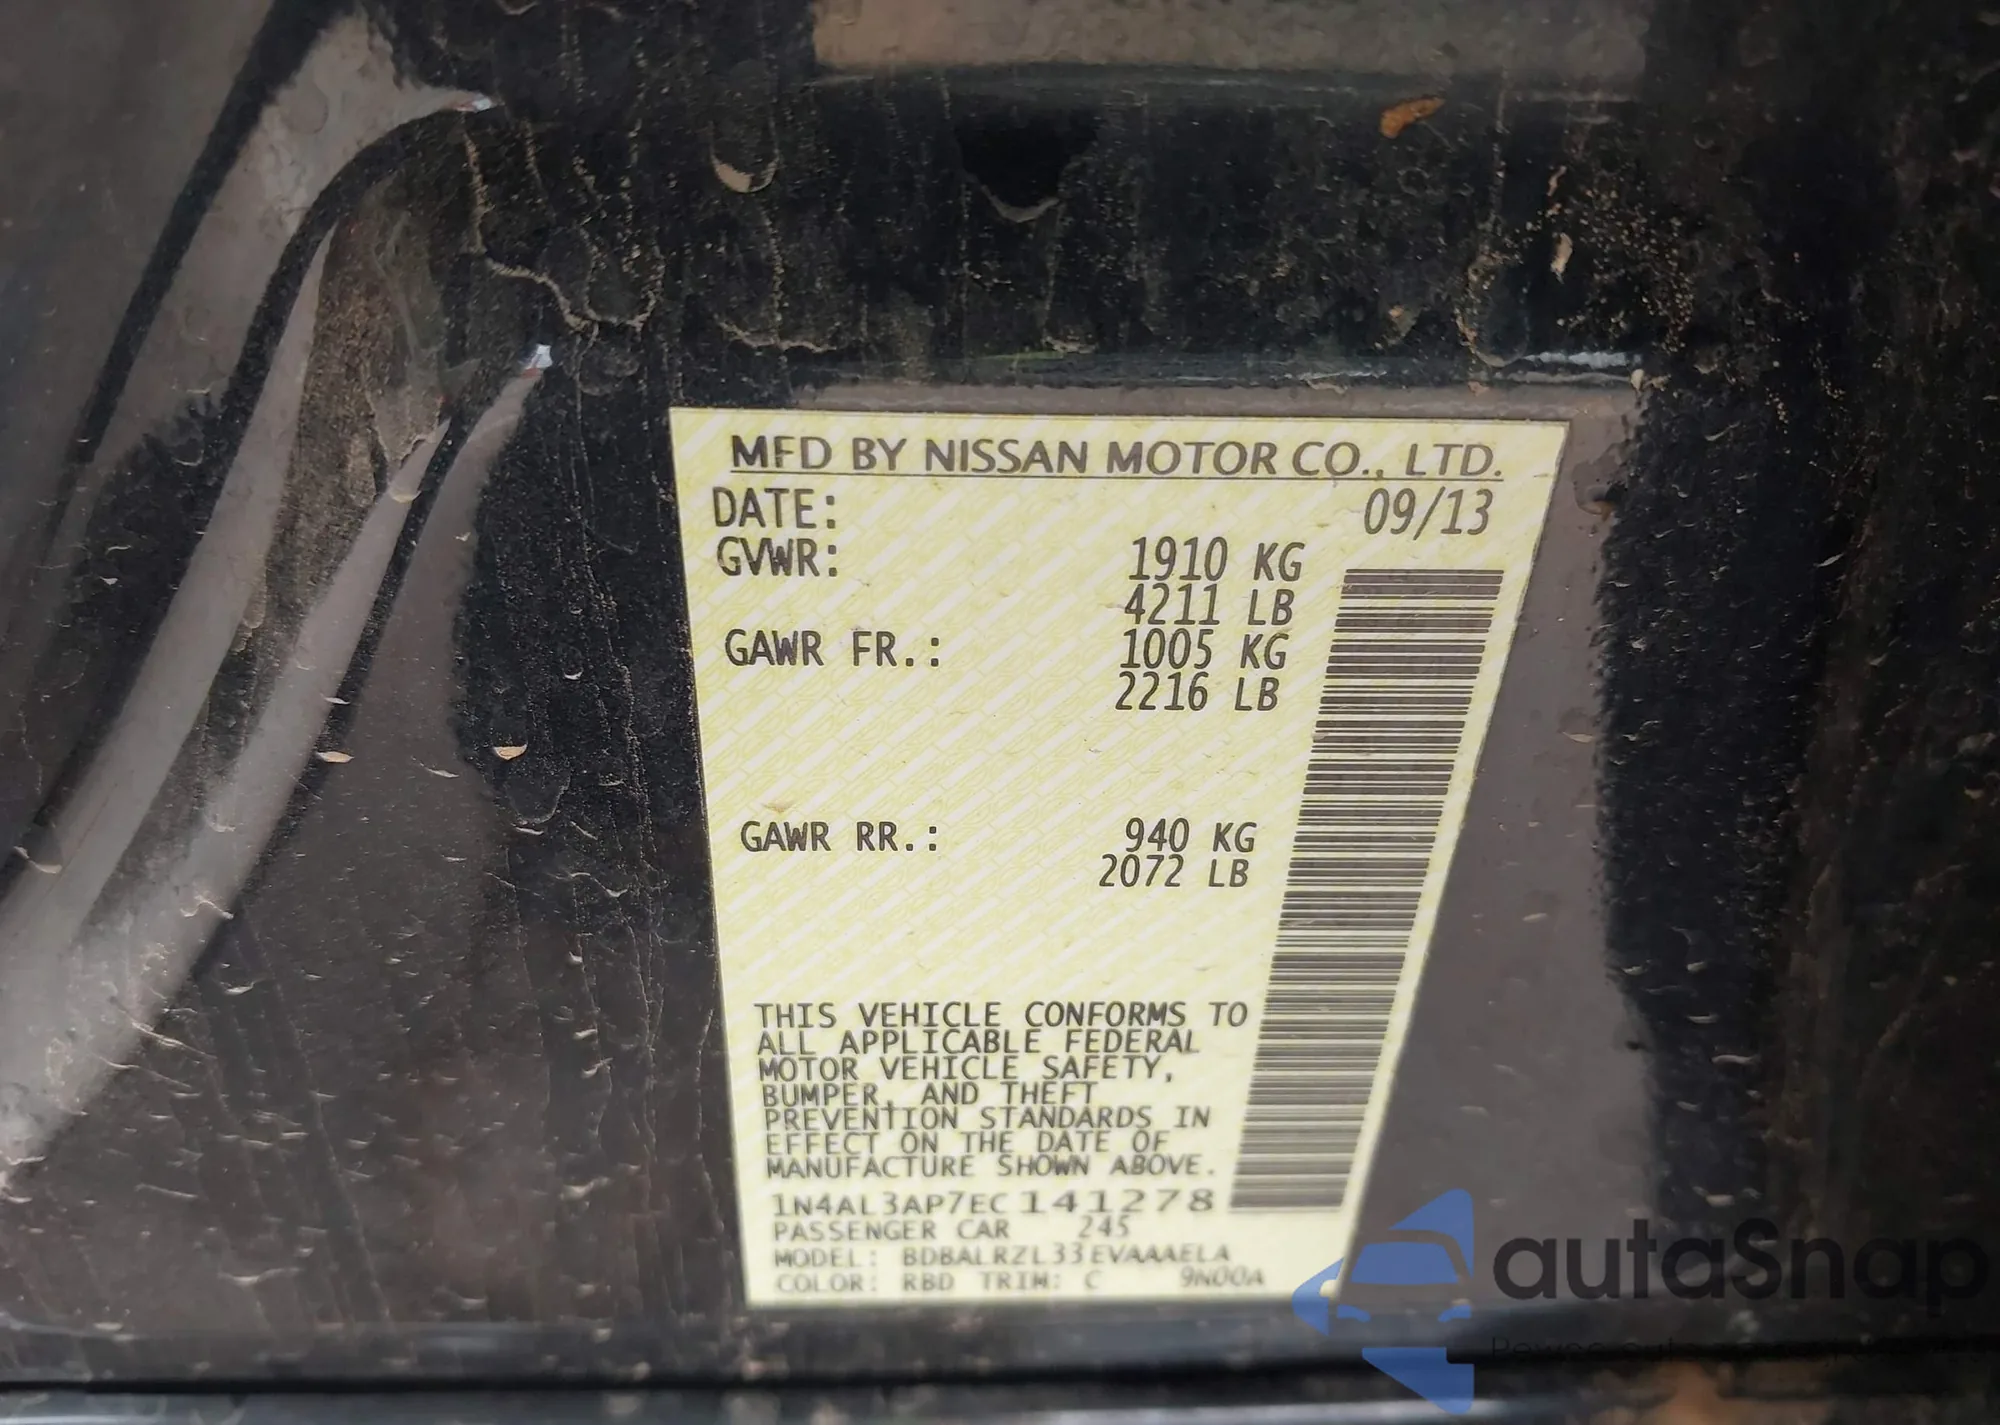 MFD BY NISSAN MOTOR CO., LTD.
DATE: 09/13
GVWR: 1910 KG
4211 LB
GAWR FR.: 1005 KG
2216 LB
GAWR RR.: 940 KG
2072 LB
THIS VEHICLE CONFORMS TO
ALL APPLICABLE FEDERAL
MOTOR VEHICLE SAFETY,
BUMPER, AND THEFT
PREVENTION STANDARDS IN
EFFECT ON THE DATE OF
MANUFACTURE SHOWN ABOVE.
1N4AL3AP7EC141278
PASSENGER CAR 245
MODEL: BDBALRZL33EVAAAELA
COLOR: RBD TRIM: C 9N00A
autaSnap